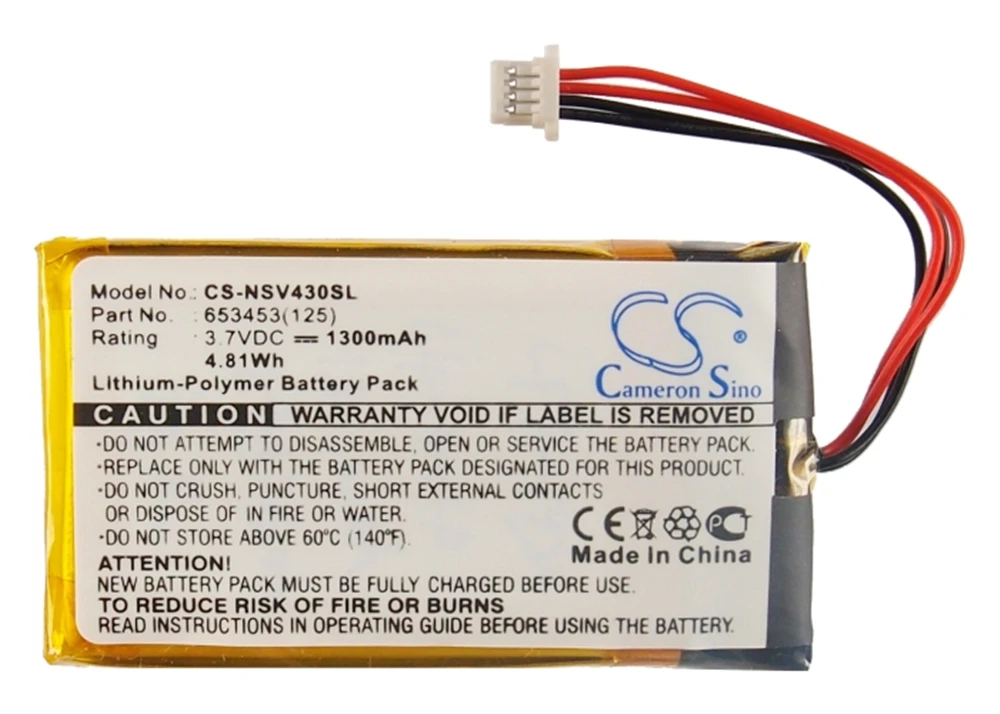 Model No.: CS-NSV430SL
Part No. : 653453(125)
Rating : 3.7VDC ⎓ 1300mAh
4.81Wh
Lithium-Polymer Battery Pack
CS®
Cameron Sino
CAUTION WARRANTY VOID IF LABEL IS REMOVED
·DO NOT ATTEMPT TO DISASSEMBLE, OPEN OR SERVICE THE BATTERY PACK.
·REPLACE ONLY WITH THE BATTERY PACK DESIGNATED FOR THIS EQUIPMENT.
·DO NOT CRUSH, PUNCTURE, SHORT EXTERNAL CONTACTS
OR DISPOSE OF IN FIRE OR WATER.
·DO NOT STORE ABOVE 60°C (140°F).
CE PCT
Made In China
ATTENTION!
NEW BATTERY PACK MUST BE FULLY CHARGED BEFORE USE
TO REDUCE RISK OF FIRE OR BURNS
READ INSTRUCTIONS IN OPERATING GUIDE BEFORE USING THE BATTERY.